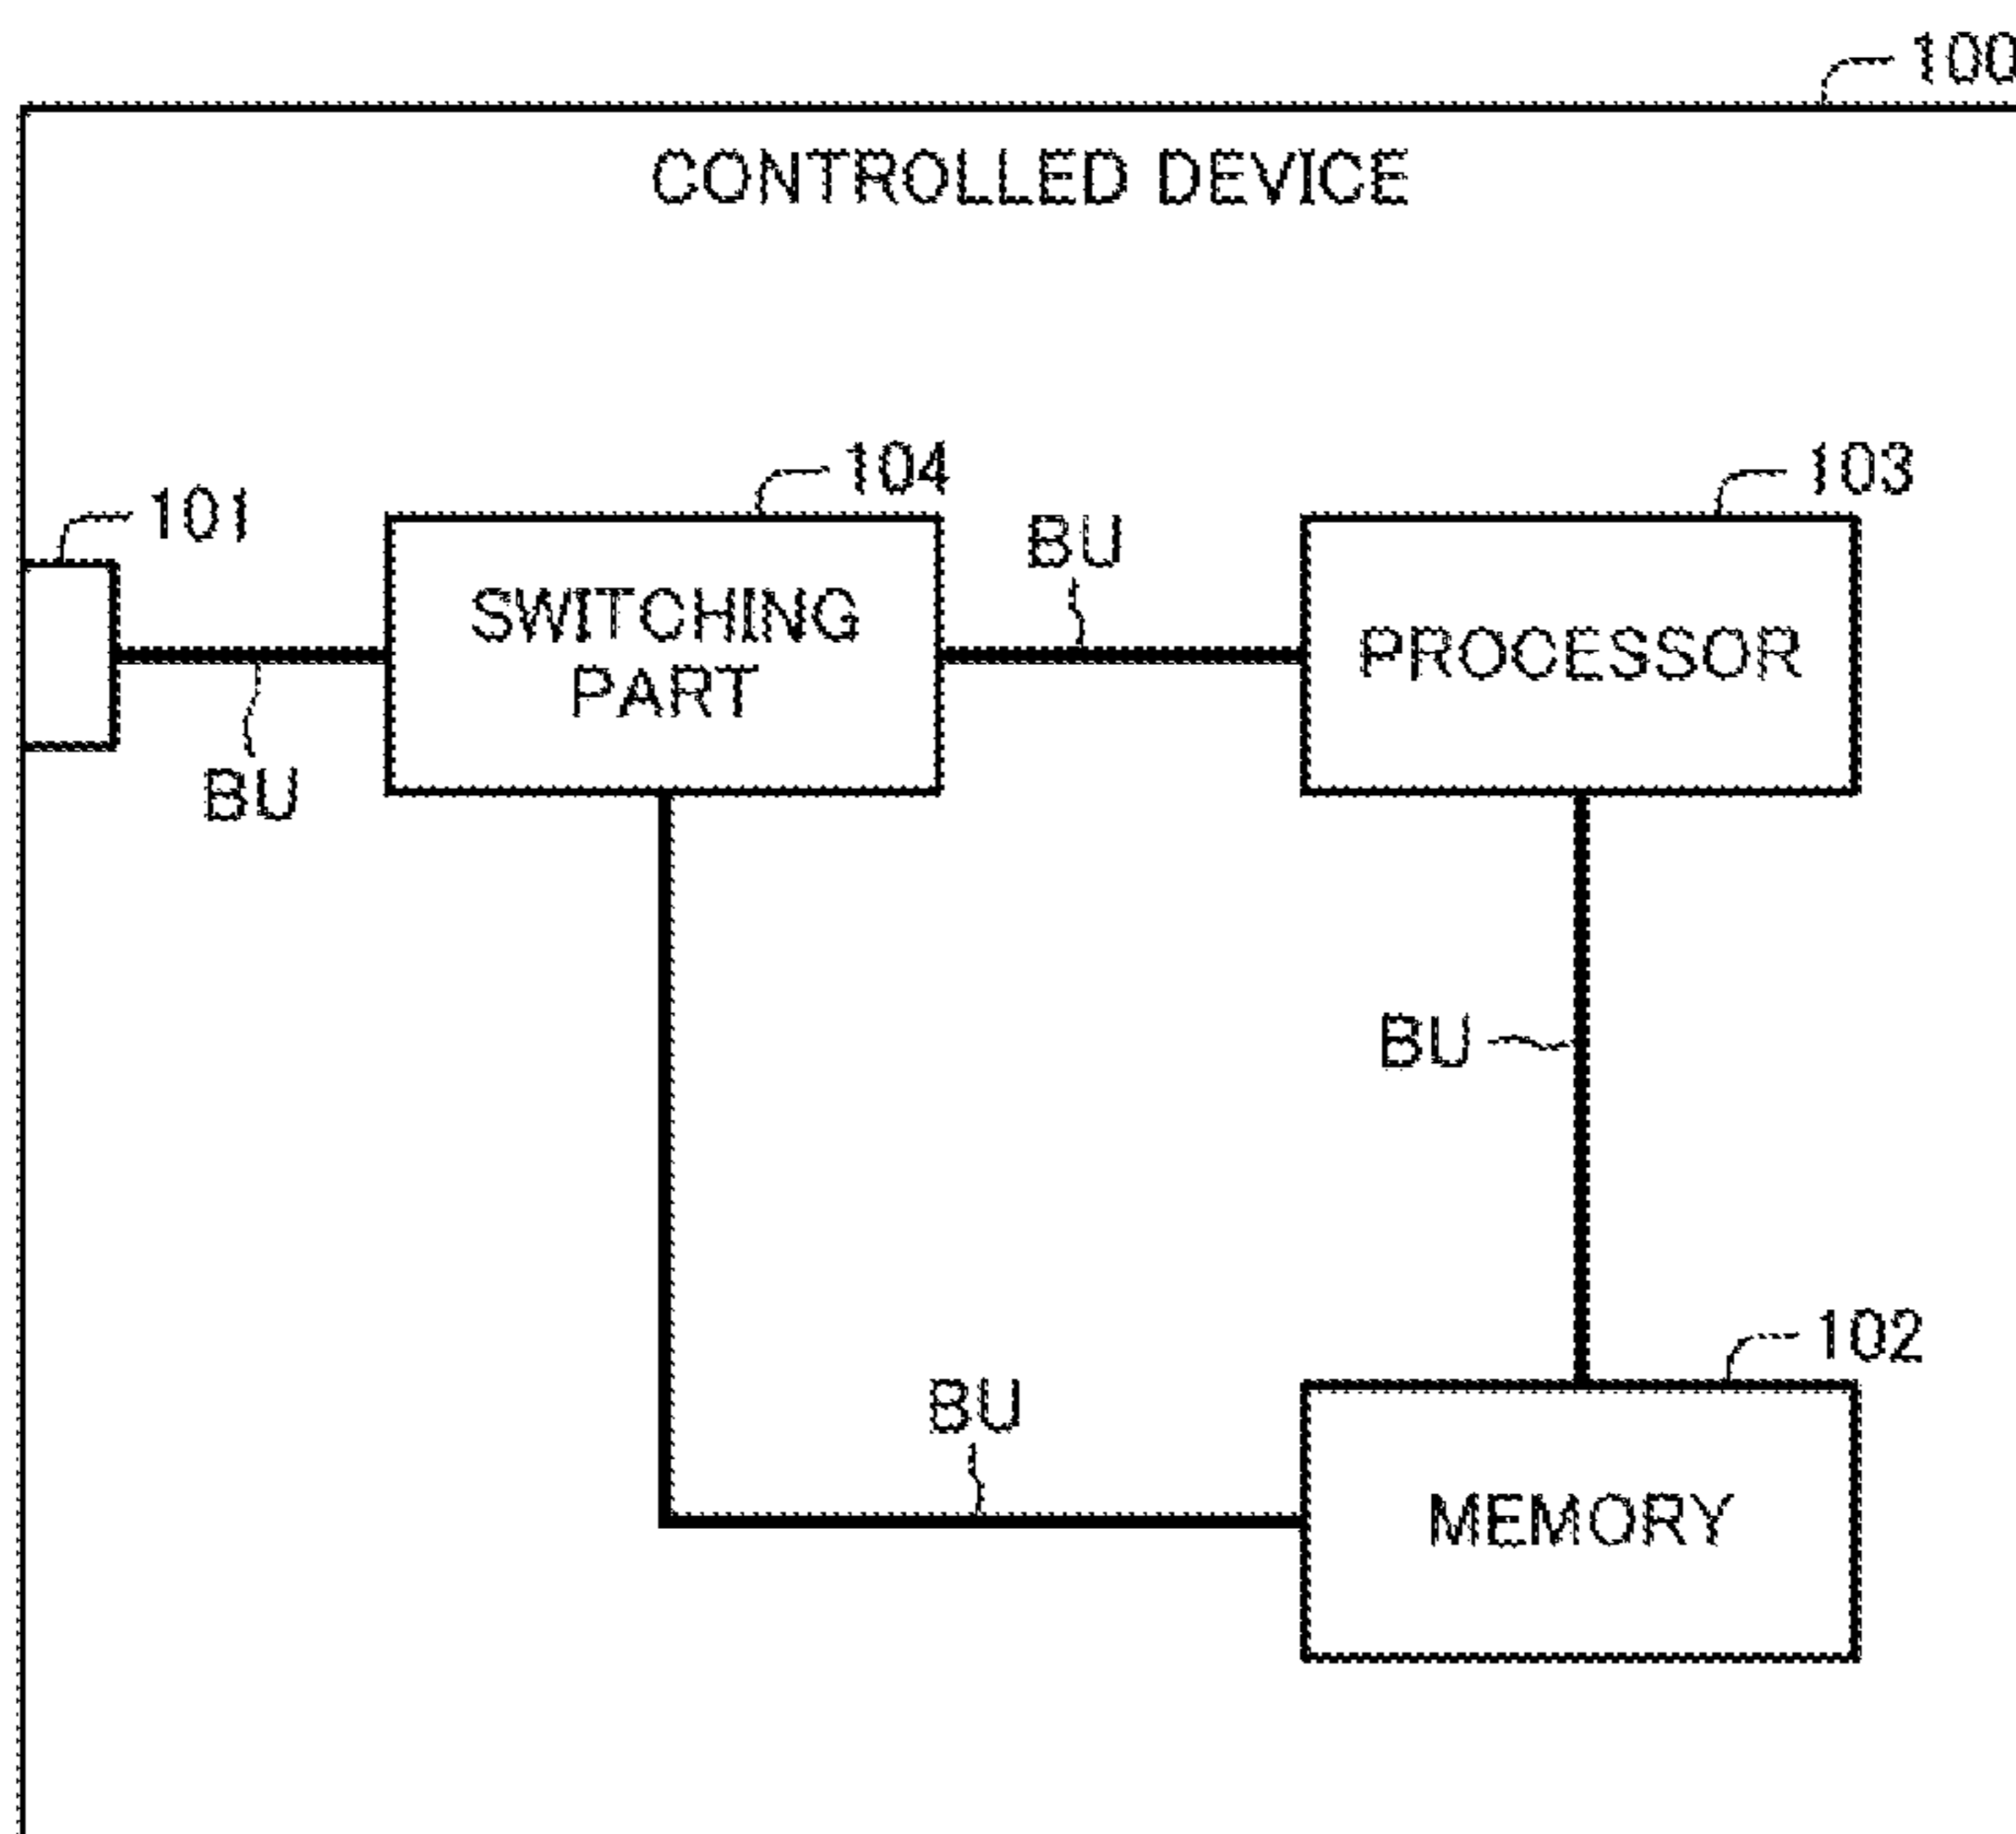 100
CONTROLLED DEVICE
101
104
103
BU
SWITCHING
PART
PROCESSOR
BU
BU
102
BU
MEMORY